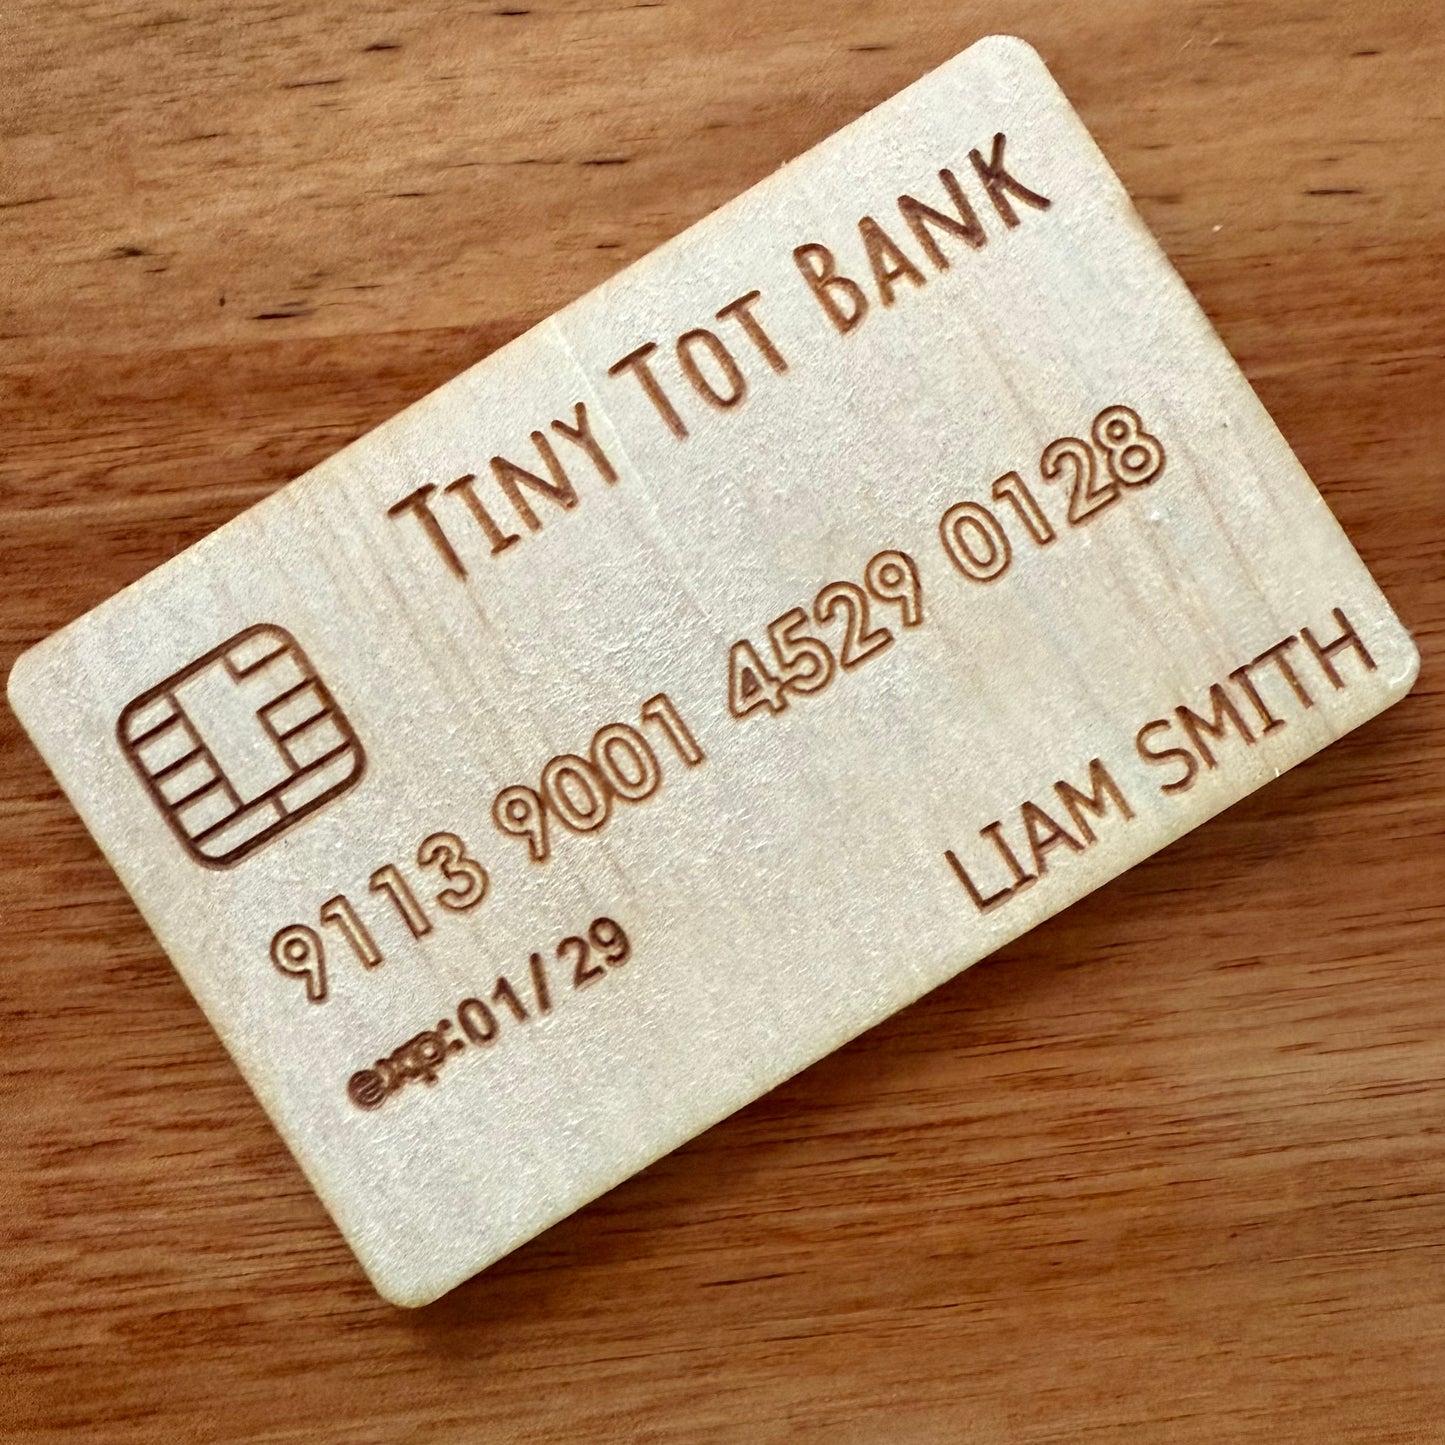 TINY TOT BANK
9113 9001 4529 0128
exp:01/29
LIAM SMITH